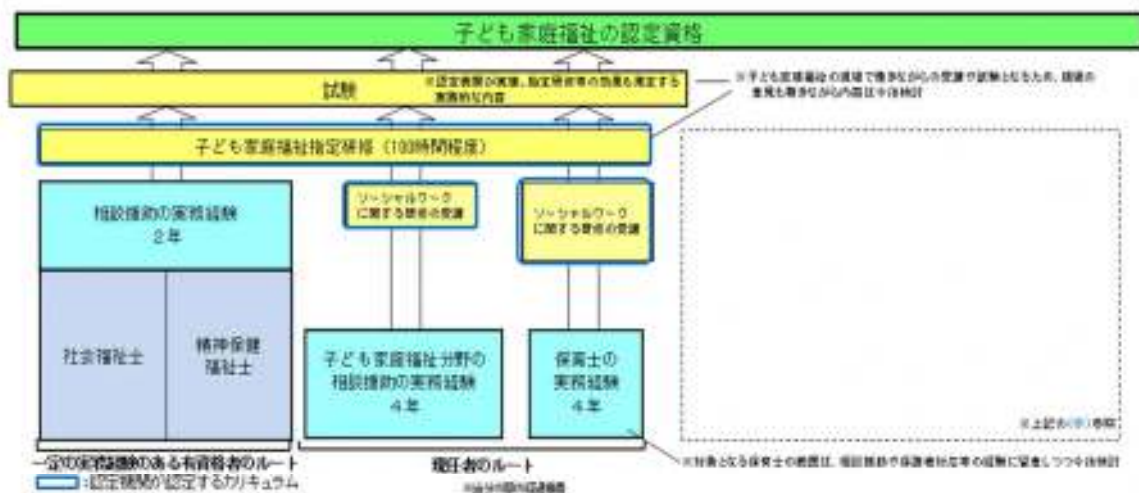 子ども家庭福祉の認定資格
試験
※認定機関が実施。指定研修等の効果も測定する
実務的な内容
※子ども家庭福祉の現場で働きながらの受講や試験となるため、現場の
意見も聴きながら内容は今後検討
子ども家庭福祉指定研修(100時間程度)
相談援助の実務経験
2年
ソーシャルワーク
に関する研修の受講
ソーシャルワーク
に関する研修の受講
社会福祉士
精神保健
福祉士
子ども家庭福祉分野の
相談援助の実務経験
4年
保育士の
実務経験
4年
※上記の
参照
一定の実務経験のある有資格者のルート
現任者のルート
※対象となる保育士の範囲は、相談援助や保護者対応等の経験に留意しつつ今後検討
:認定機関が認定するカリキュラム